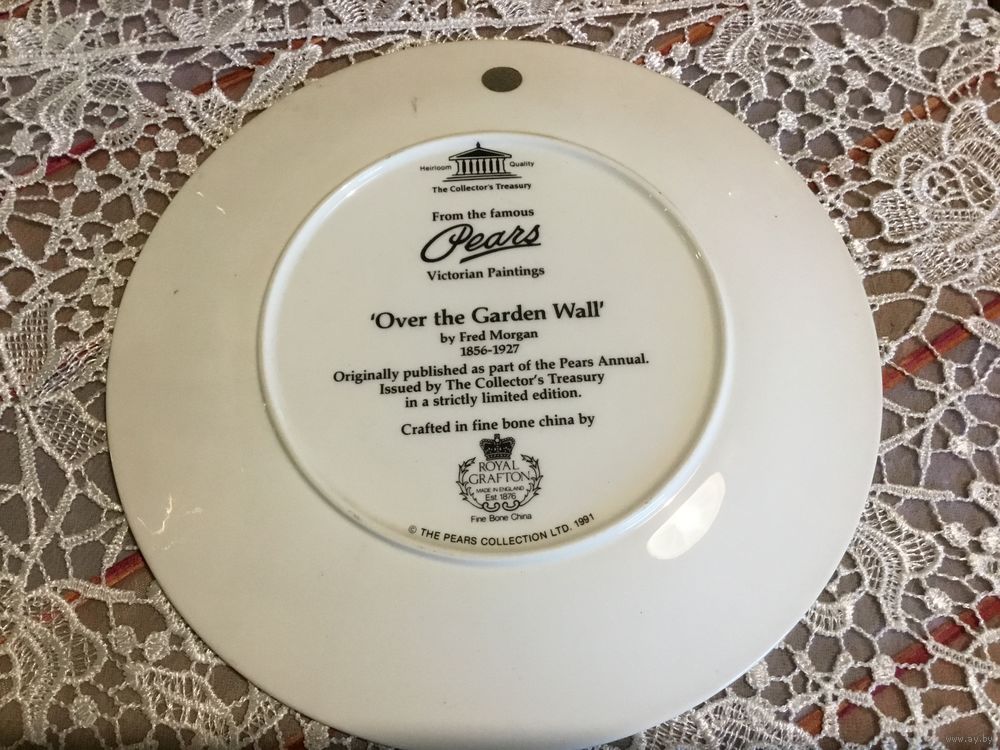 Heirloom Quality
The Collector's Treasury
From the famous
Pears
Victorian Paintings
'Over the Garden Wall'
by Fred Morgan
1856-1927
Originally published as part of the Pears Annual.
Issued by The Collector's Treasury
in a strictly limited edition.
Crafted in fine bone china by
ROYAL
GRAFTON
MADE IN ENGLAND
Est 1876
Fine Bone China
© THE PEARS COLLECTION LTD. 1991
www.ay.by